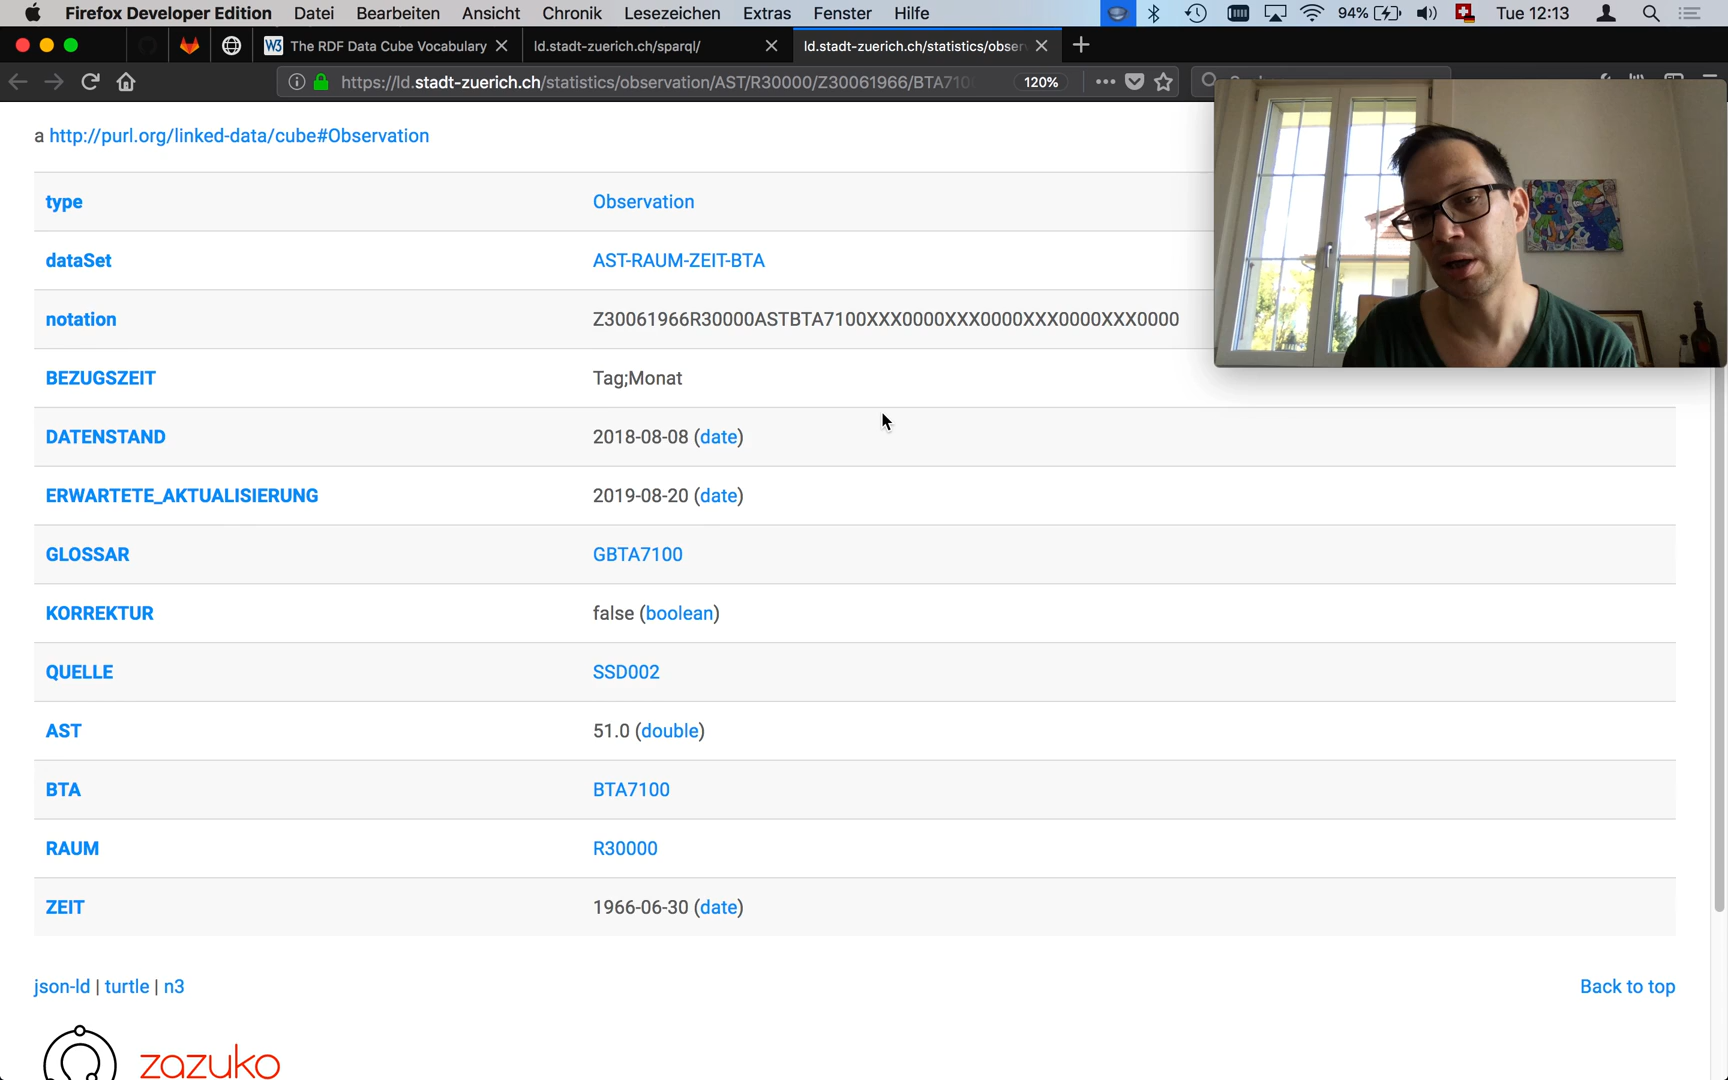 Firefox Developer Edition Datei Bearbeiten Ansicht Chronik Lesezeichen Extras Fenster Hilfe 94% Tue 12:13
W3 The RDF Data Cube Vocabulary ld.stadt-zuerich.ch/sparql/ ld.stadt-zuerich.ch/statistics/obser
https://ld.stadt-zuerich.ch/statistics/observation/AST/R30000/Z30061966/BTA710 120%
a http://purl.org/linked-data/cube#Observation
type Observation
dataSet AST-RAUM-ZEIT-BTA
notation Z30061966R30000ASTBTA7100XXX0000XXX0000XXX0000XXX0000
BEZUGSZEIT Tag;Monat
DATENSTAND 2018-08-08 (date)
ERWARTETE_AKTUALISIERUNG 2019-08-20 (date)
GLOSSAR GBTA7100
KORREKTUR false (boolean)
QUELLE SSD002
AST 51.0 (double)
BTA BTA7100
RAUM R30000
ZEIT 1966-06-30 (date)
json-ld | turtle | n3 Back to top
zazuko